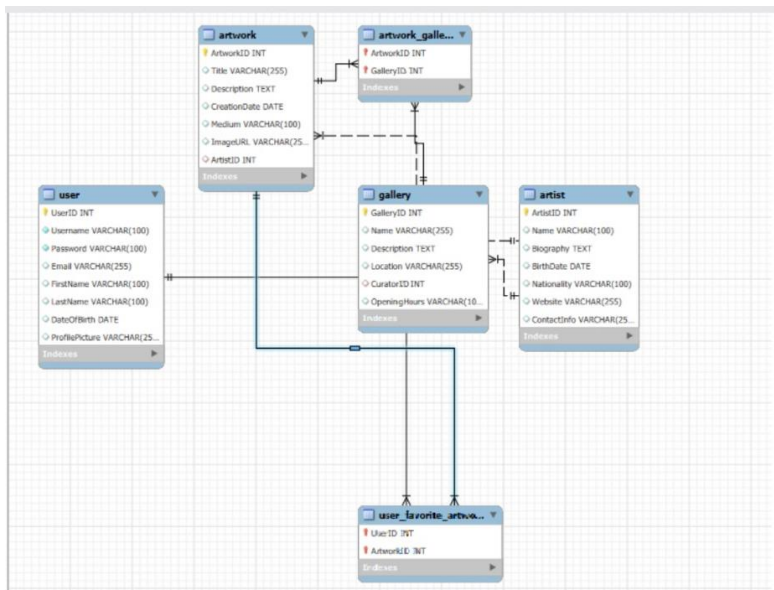 artwork
ArtworkID INT
Title VARCHAR(255)
Description TEXT
CreationDate DATE
Medium VARCHAR(100)
ImageURL VARCHAR(25...
ArtistID INT
Indexes
artwork_galle...
ArtworkID INT
GalleryID INT
Indexes
user
UserID INT
Username VARCHAR(100)
Password VARCHAR(100)
Email VARCHAR(255)
FirstName VARCHAR(100)
LastName VARCHAR(100)
DateOfBirth DATE
ProfilePicture VARCHAR(25...
Indexes
gallery
GalleryID INT
Name VARCHAR(255)
Description TEXT
Location VARCHAR(255)
CuratorID INT
OpeningHours VARCHAR(10...
Indexes
artist
ArtistID INT
Name VARCHAR(100)
Biography TEXT
BirthDate DATE
Nationality VARCHAR(100)
Website VARCHAR(255)
ContactInfo VARCHAR(25...
Indexes
user_favorite_artwo...
UserID INT
ArtworkID INT
Indexes